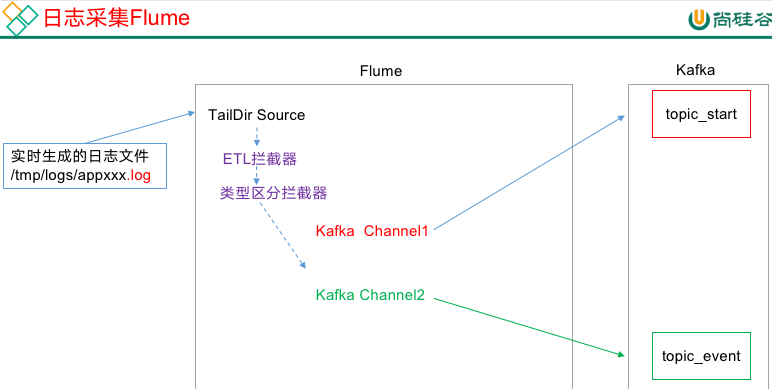 日志采集Flume
尚硅谷
Flume
Kafka
TailDir Source
topic_start
实时生成的日志文件
/tmp/logs/appxxx.log
ETL拦截器
类型区分拦截器
Kafka Channel1
Kafka Channel2
topic_event